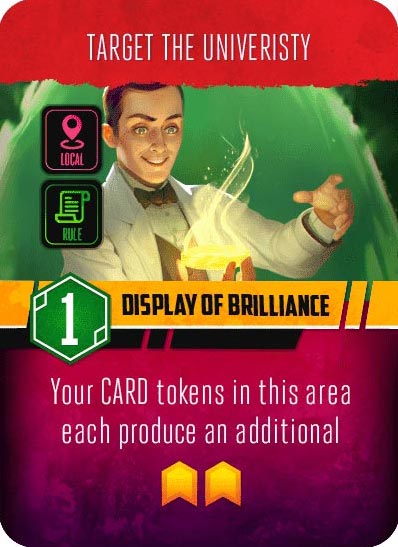 TARGET THE UNIVERISTY
LOCAL
RULE
1
DISPLAY OF BRILLIANCE
Your CARD tokens in this area
each produce an additional